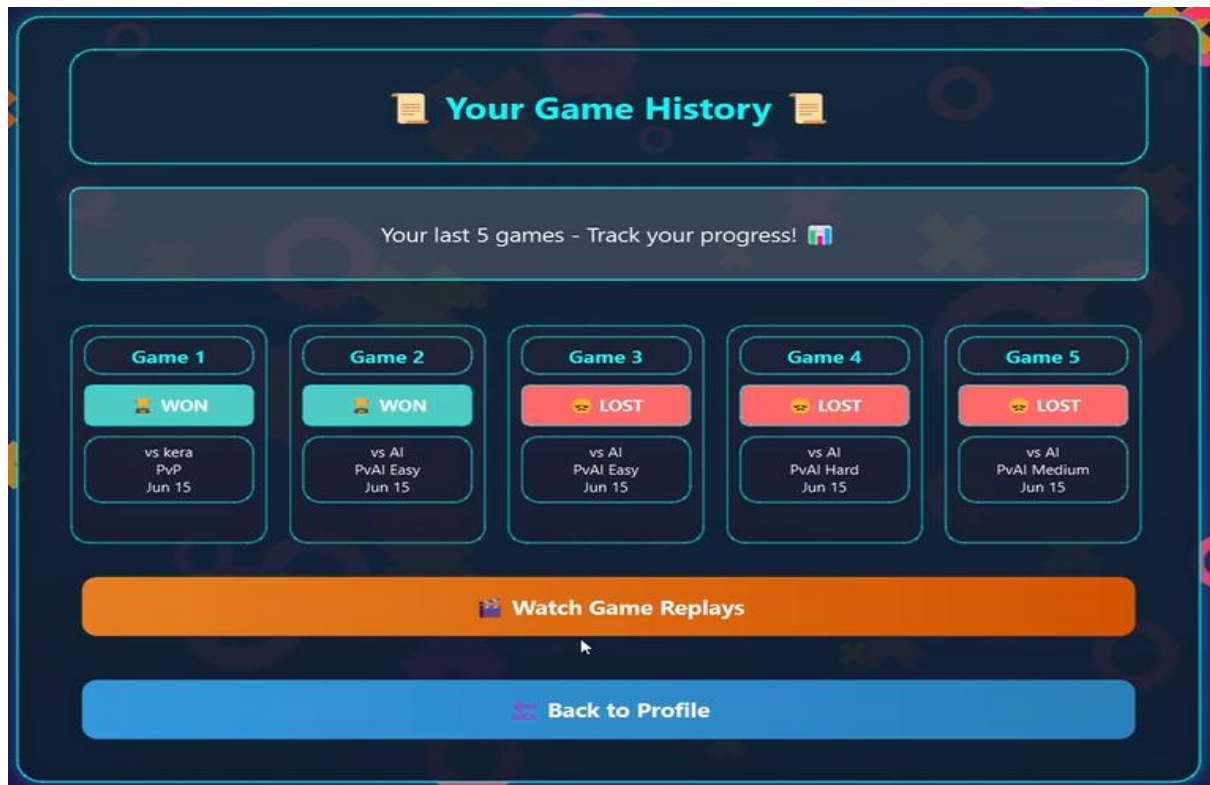 Your Game History
Your last 5 games - Track your progress!
Game 1
WON
vs kera
PvP
Jun 15
Game 2
WON
vs AI
PvAI Easy
Jun 15
Game 3
LOST
vs AI
PvAI Easy
Jun 15
Game 4
LOST
vs AI
PvAI Hard
Jun 15
Game 5
LOST
vs AI
PvAI Medium
Jun 15
Watch Game Replays
Back to Profile